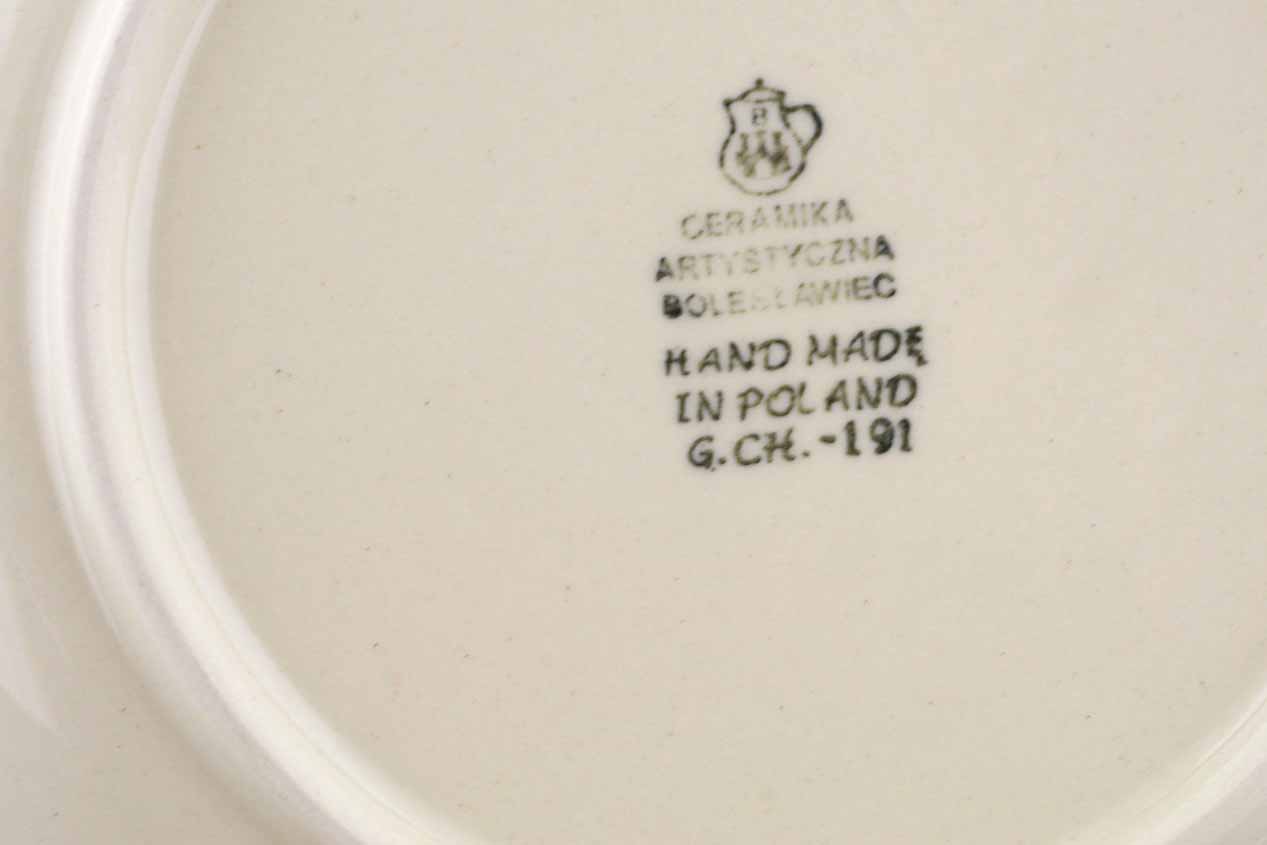 B
CERAMIKA
ARTYSTYCZNA
BOLESŁAWIEC
HAND MADE
IN POLAND
G.CH.-191